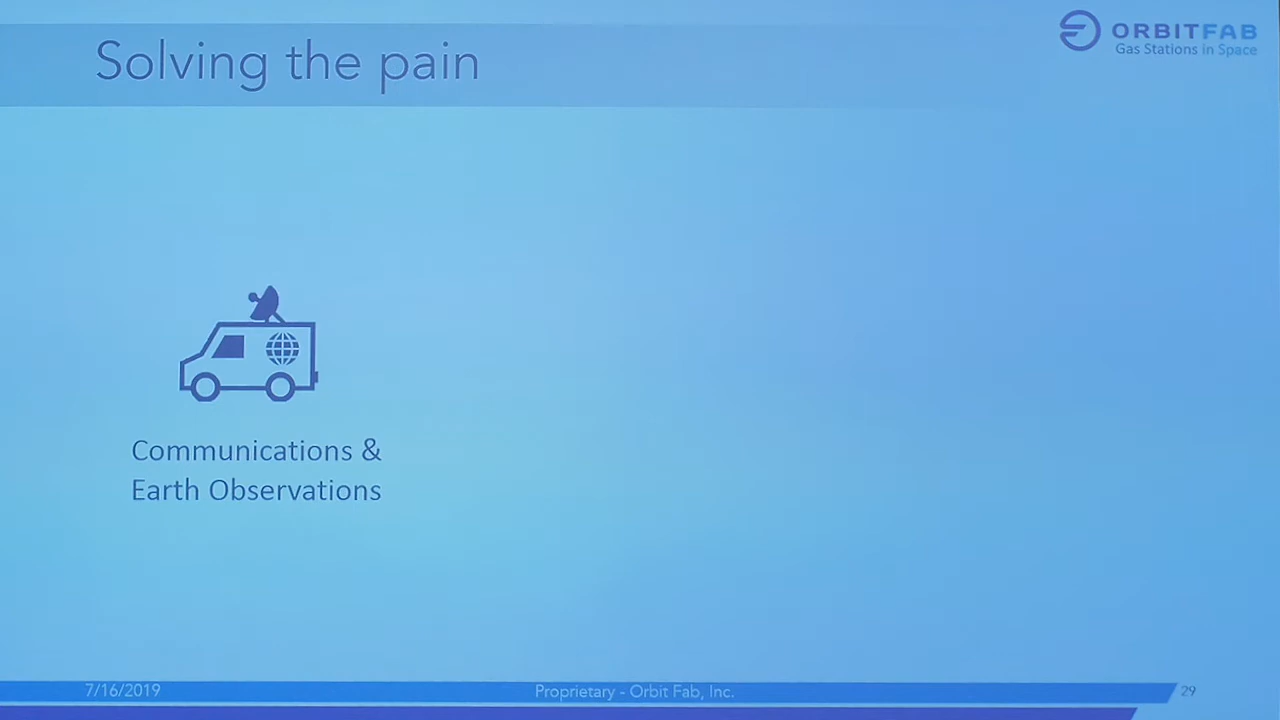 Solving the pain
ORBITFAB
Gas Stations in Space
Communications &
Earth Observations
7/16/2019
Proprietary - Orbit Fab, Inc.
29